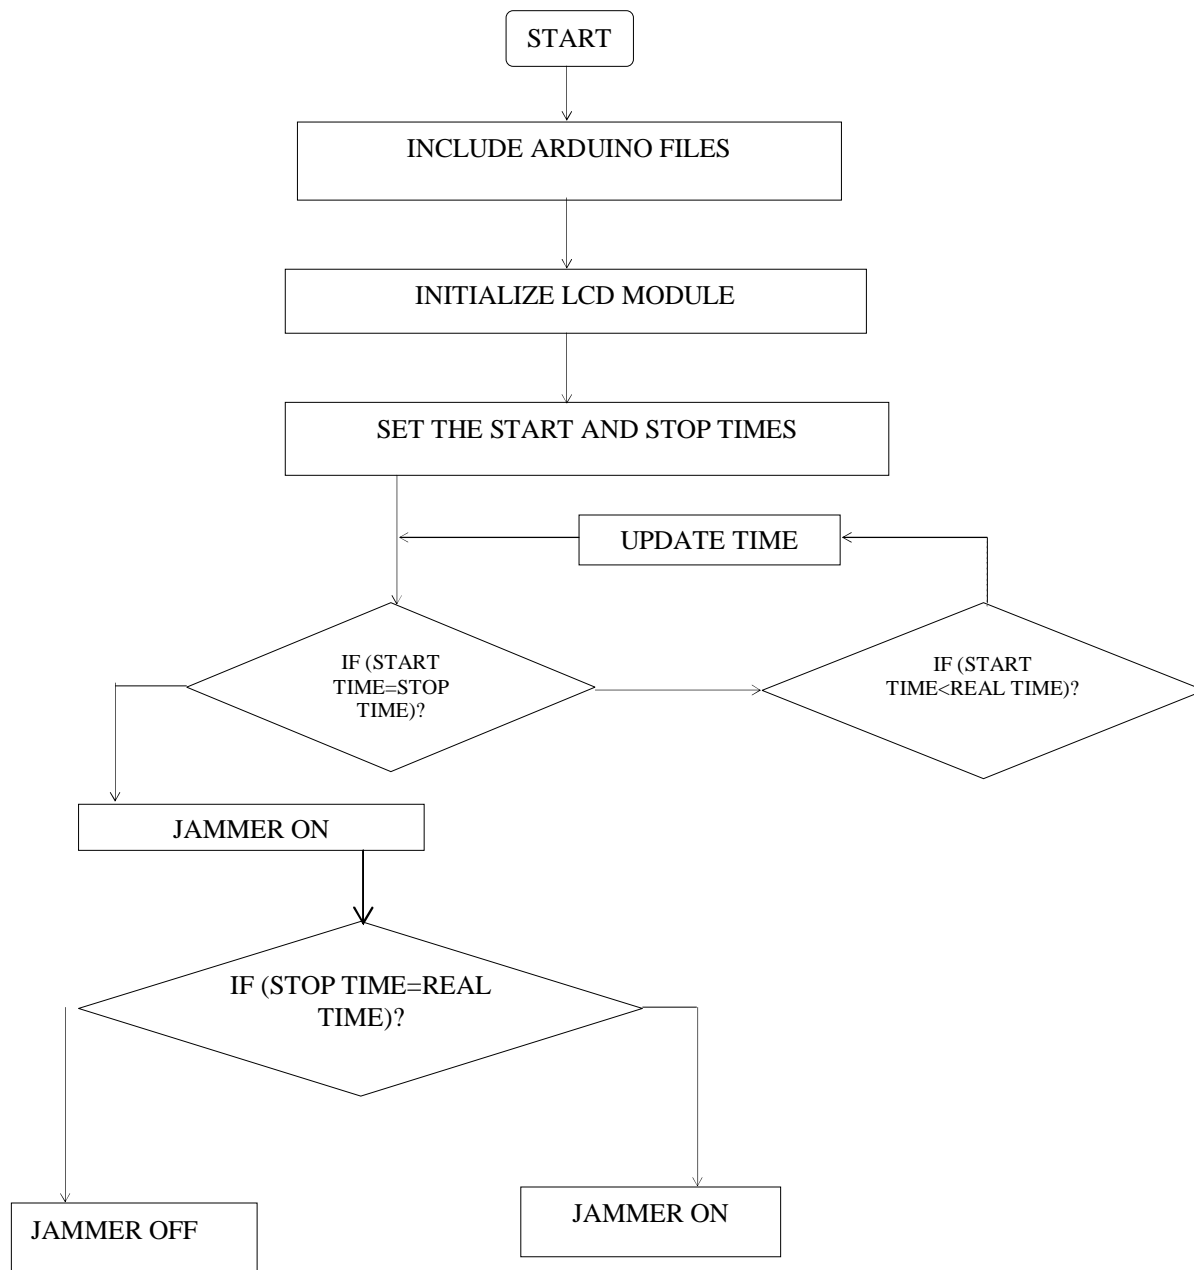 START
INCLUDE ARDUINO FILES
INITIALIZE LCD MODULE
SET THE START AND STOP TIMES
UPDATE TIME
IF (START
TIME=STOP
TIME)?
IF (START
TIME<REAL TIME)?
JAMMER ON
IF (STOP TIME=REAL
TIME)?
JAMMER OFF
JAMMER ON